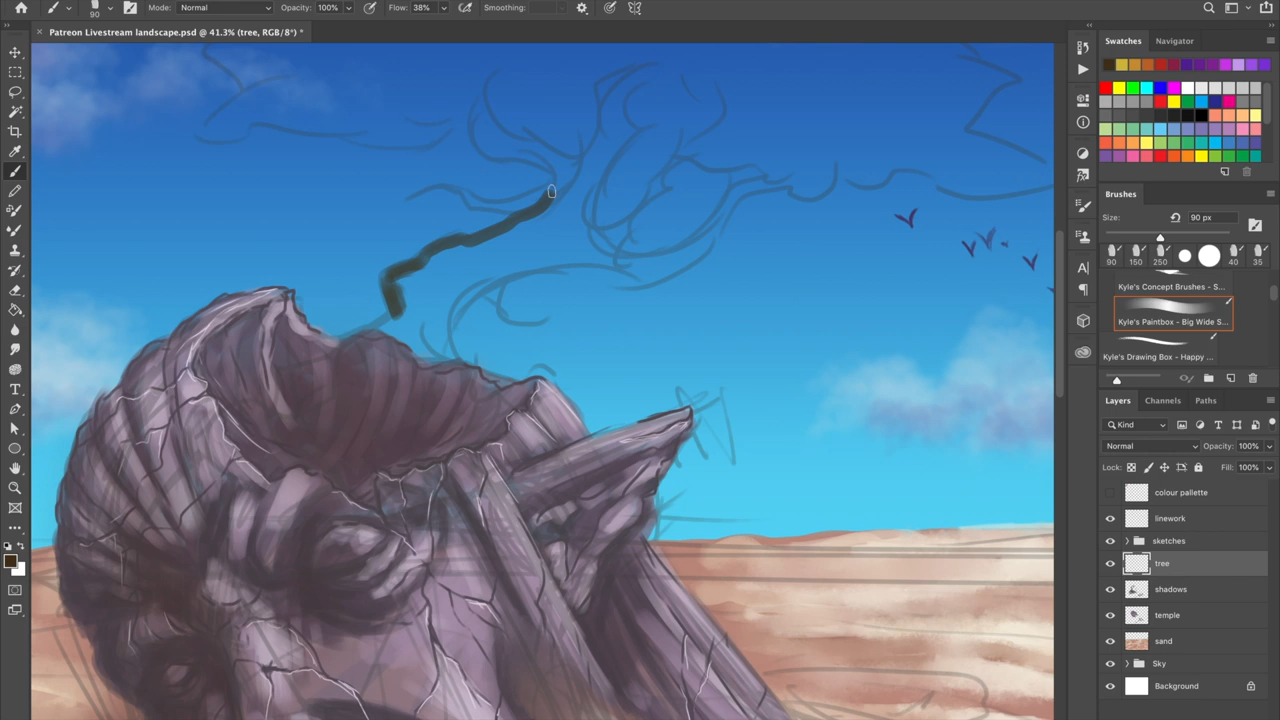 90
Mode: Normal
Opacity: 100%
Flow: 38%
Smoothing:
× Patreon Livestream landscape.psd @ 41.3% (tree, RGB/8*) *
Swatches Navigator
Brushes
Size: 90 px
90 150 250 40 35
Kyle's Concept Brushes - S...
Kyle's Paintbox - Big Wide S...
Kyle's Drawing Box - Happy ...
Layers Channels Paths
Kind
Normal Opacity: 100%
Lock: Fill: 100%
colour pallette
linework
sketches
tree
shadows
temple
sand
Sky
Background